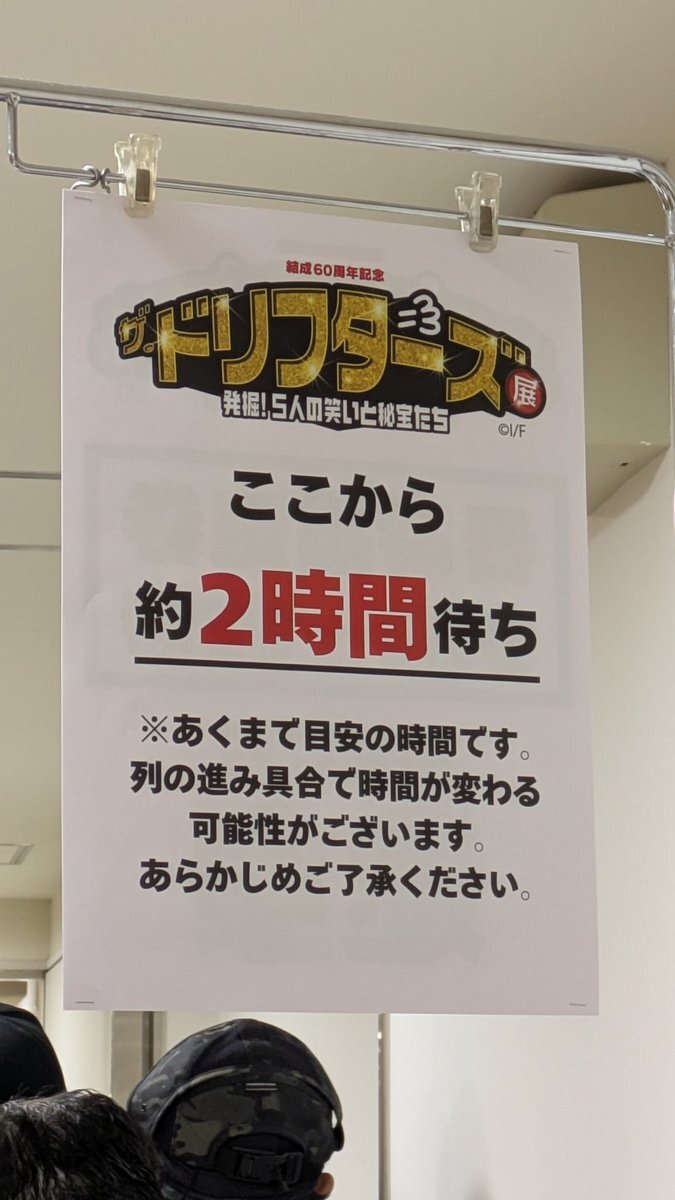 結成60周年記念
ザ・ドリフターズ展
発掘!5人の笑いと秘宝たち
©I/F
ここから
約2時間待ち
※あくまで目安の時間です。
列の進み具合で時間が変わる
可能性がございます。
あらかじめご了承ください。